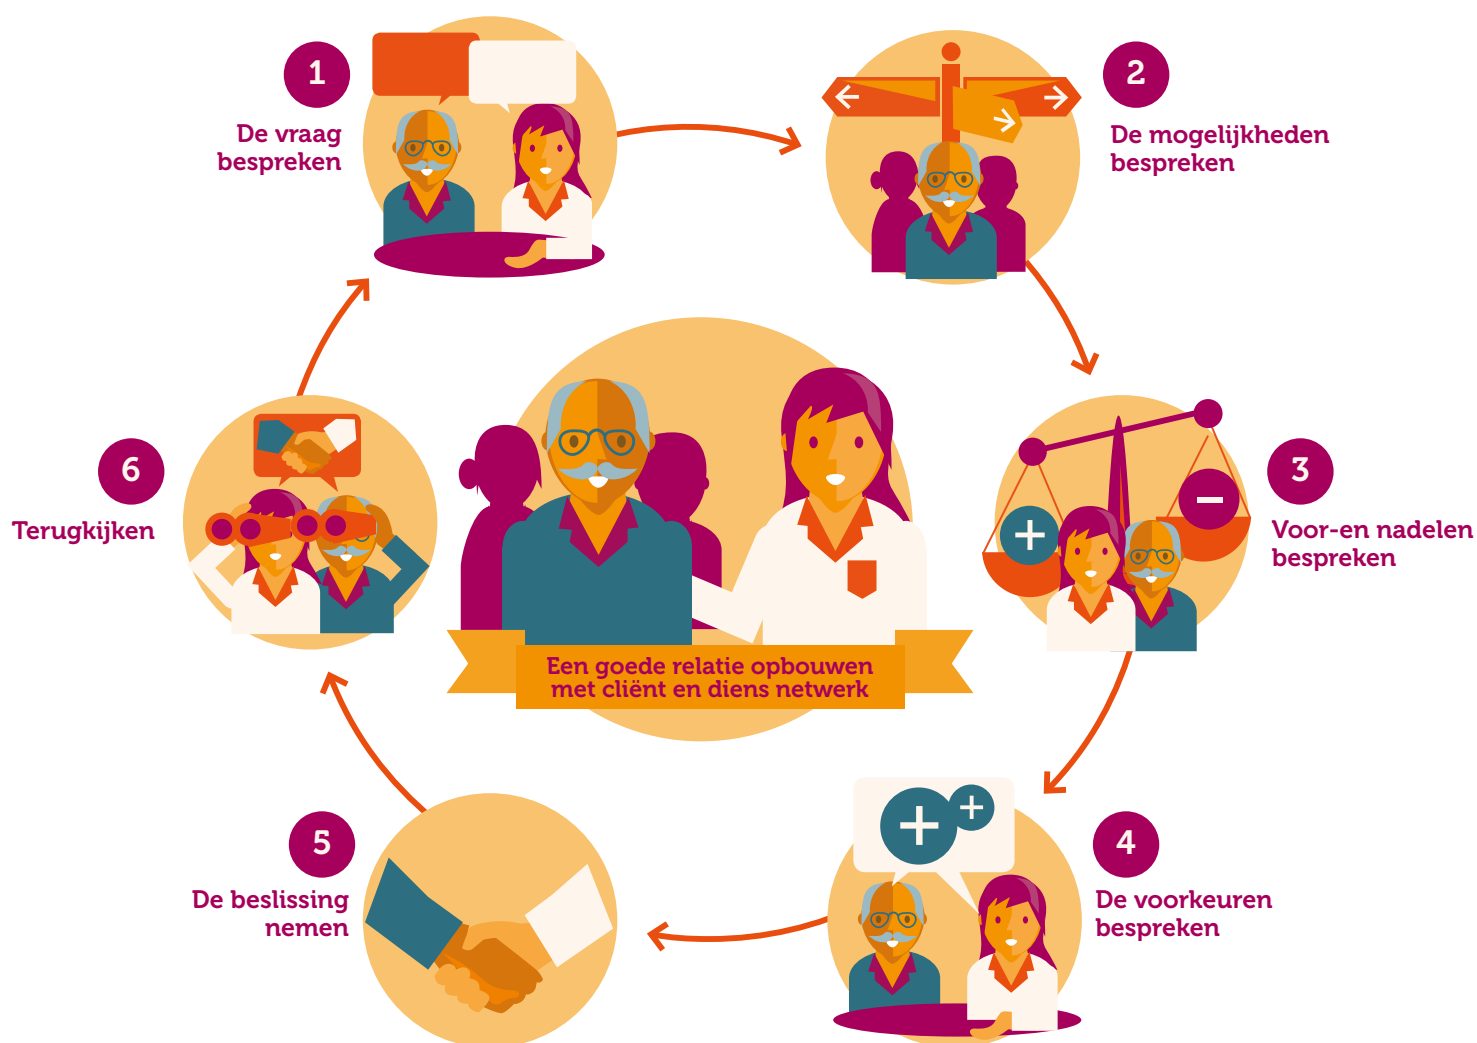 1
De vraag
bespreken
2
De mogelijkheden
bespreken
3
Voor-en nadelen
bespreken
4
De voorkeuren
bespreken
5
De beslissing
nemen
6
Terugkijken
Een goede relatie opbouwen
met cliënt en diens netwerk